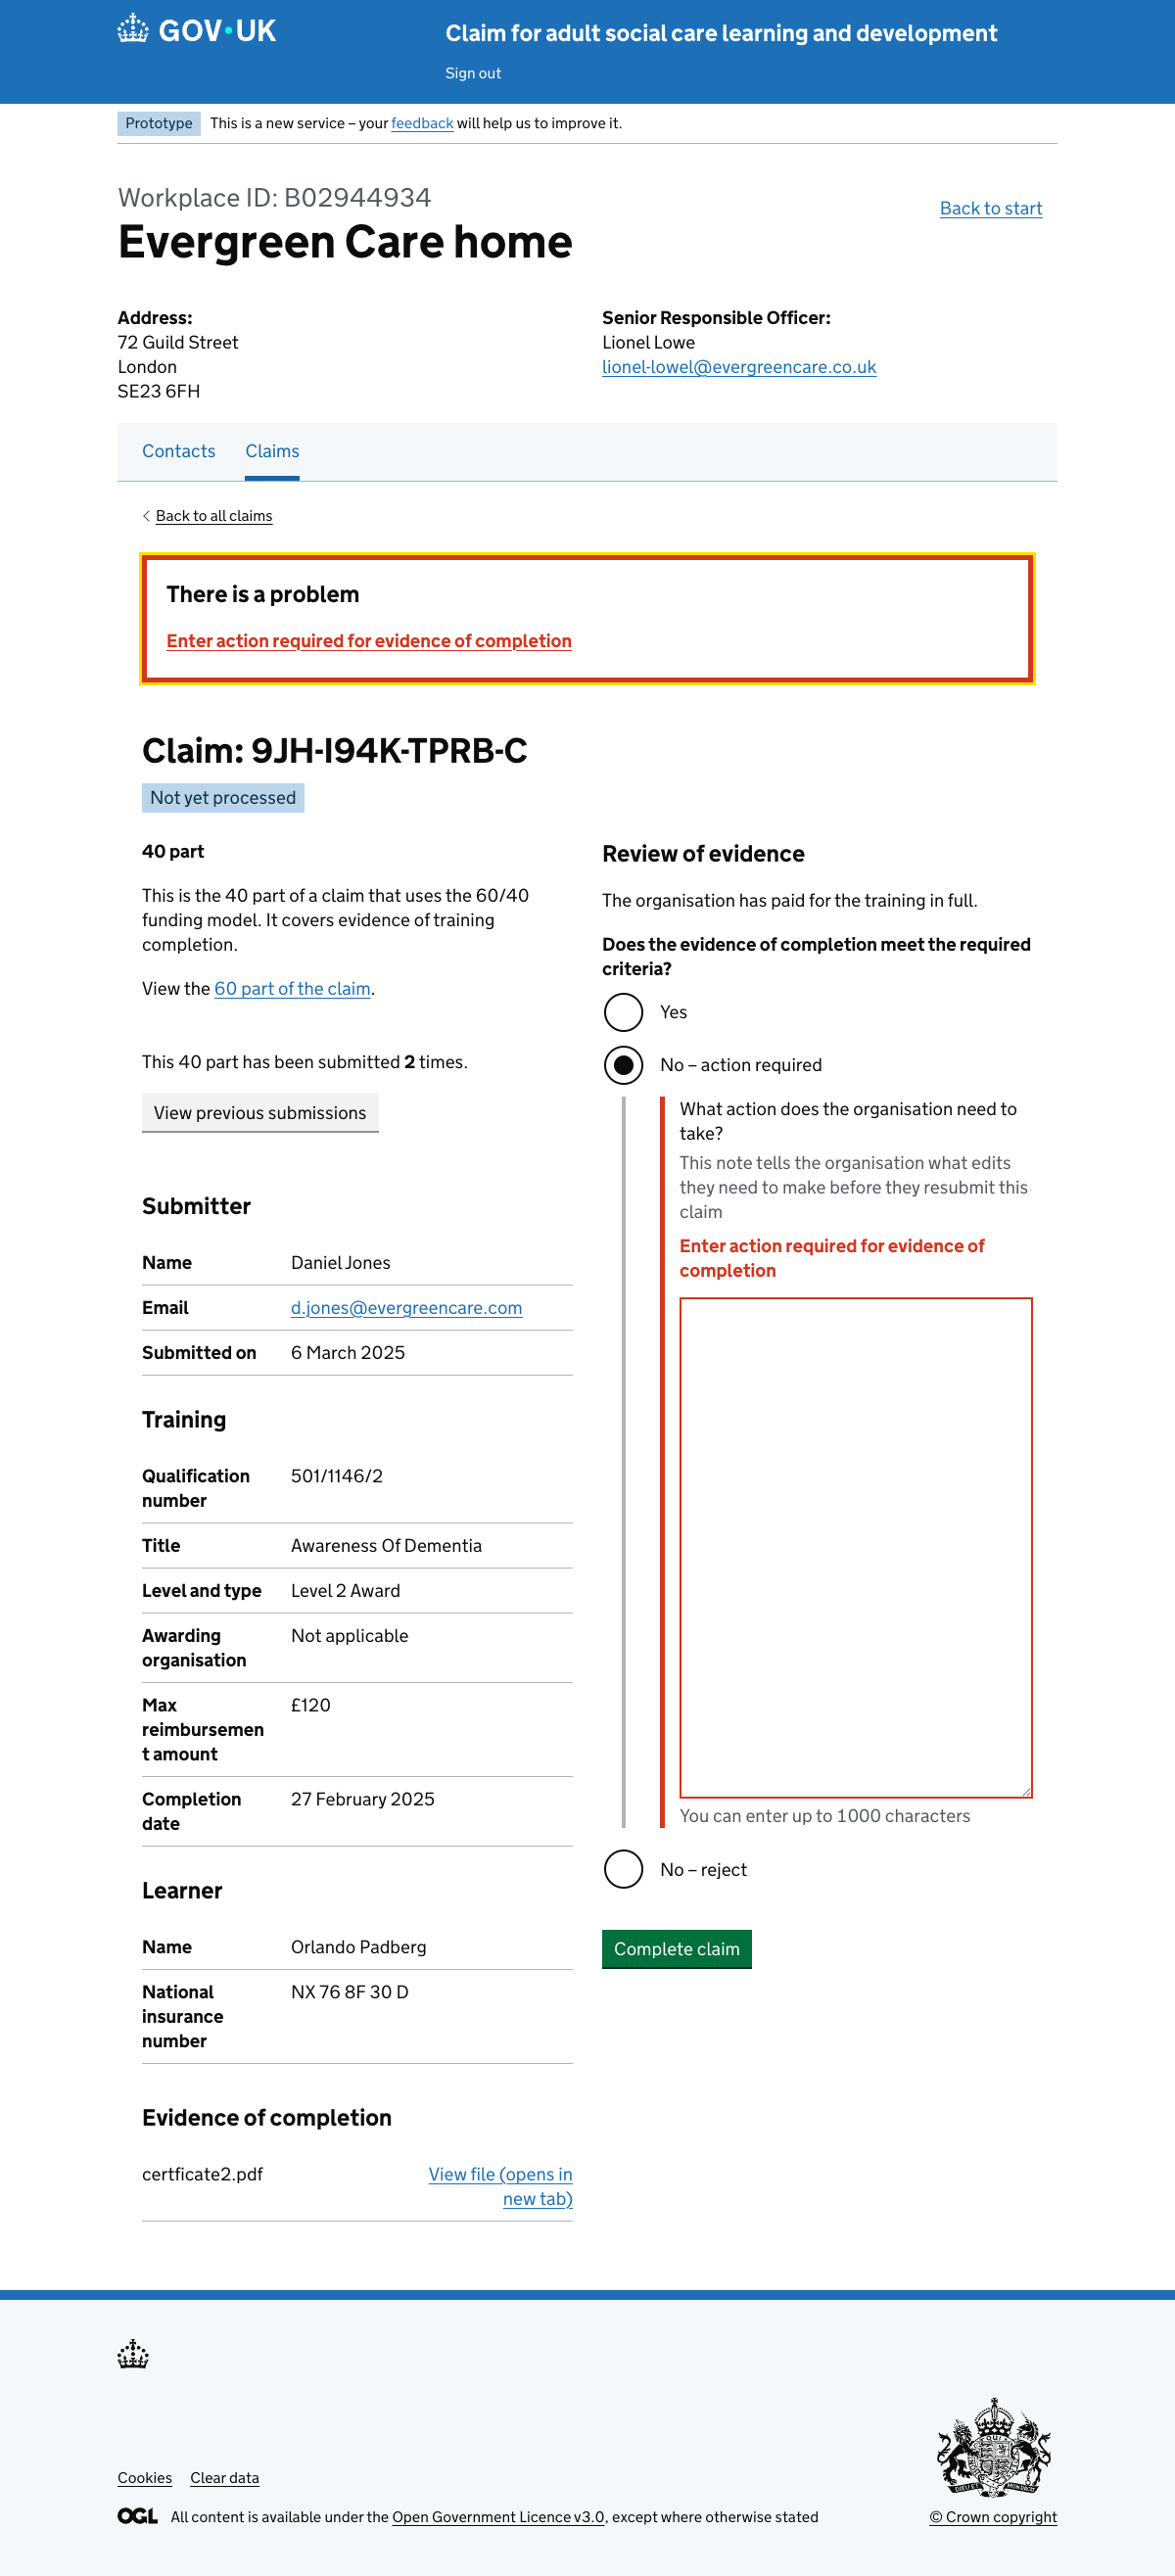 GOV·UK
Claim for adult social care learning and development
Sign out
Prototype
This is a new service – your feedback will help us to improve it.
Workplace ID: B02944934
Evergreen Care home
Back to start
Address:
72 Guild Street
London
SE23 6FH
Senior Responsible Officer:
Lionel Lowe
lionel-lowel@evergreencare.co.uk
Contacts
Claims
Back to all claims
There is a problem
Enter action required for evidence of completion
Claim: 9JH-I94K-TPRB-C
Not yet processed
40 part
This is the 40 part of a claim that uses the 60/40
funding model. It covers evidence of training
completion.
View the 60 part of the claim.
This 40 part has been submitted 2 times.
View previous submissions
Submitter
Name
Daniel Jones
Email
d.jones@evergreencare.com
Submitted on
6 March 2025
Training
Qualification
number
501/1146/2
Title
Awareness Of Dementia
Level and type
Level 2 Award
Awarding
organisation
Not applicable
Max
reimbursemen
t amount
£120
Completion
date
27 February 2025
Learner
Name
Orlando Padberg
National
insurance
number
NX 76 8F 30 D
Evidence of completion
certficate2.pdf
View file (opens in
new tab)
Review of evidence
The organisation has paid for the training in full.
Does the evidence of completion meet the required
criteria?
Yes
No – action required
What action does the organisation need to
take?
This note tells the organisation what edits
they need to make before they resubmit this
claim
Enter action required for evidence of
completion
You can enter up to 1000 characters
No – reject
Complete claim
Cookies
Clear data
OGL
All content is available under the Open Government Licence v3.0, except where otherwise stated
© Crown copyright